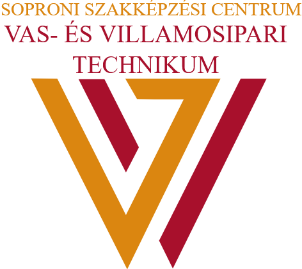 SOPRONI SZAKKÉPZÉSI CENTRUM
VAS- ÉS VILLAMOSIPARI
TECHNIKUM